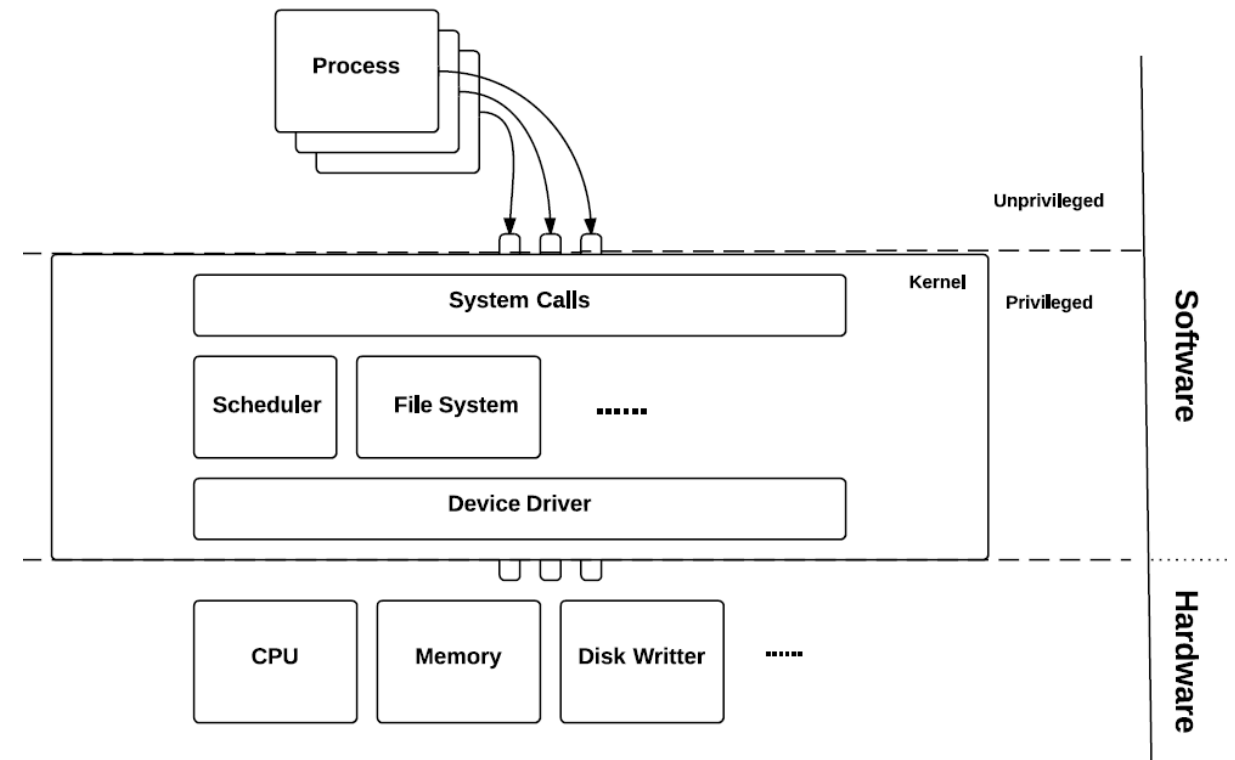 Process
Unprivileged
Kernel
System Calls
Privileged
Software
Scheduler
File System
......
Device Driver
Hardware
CPU
Memory
Disk Writter
......